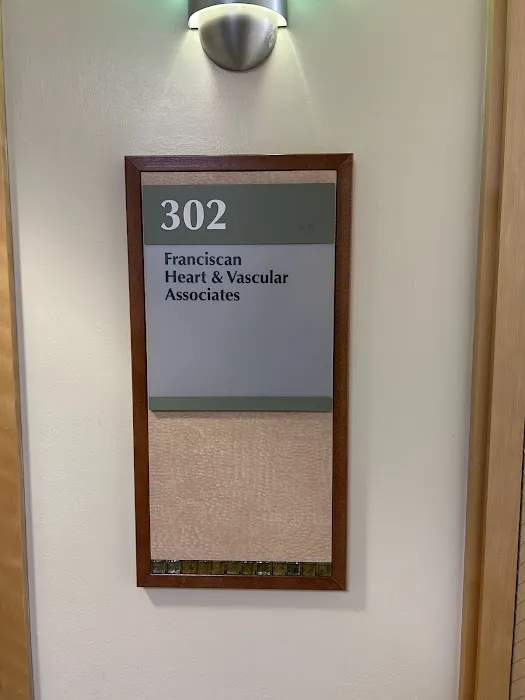 302
Franciscan
Heart & Vascular
Associates